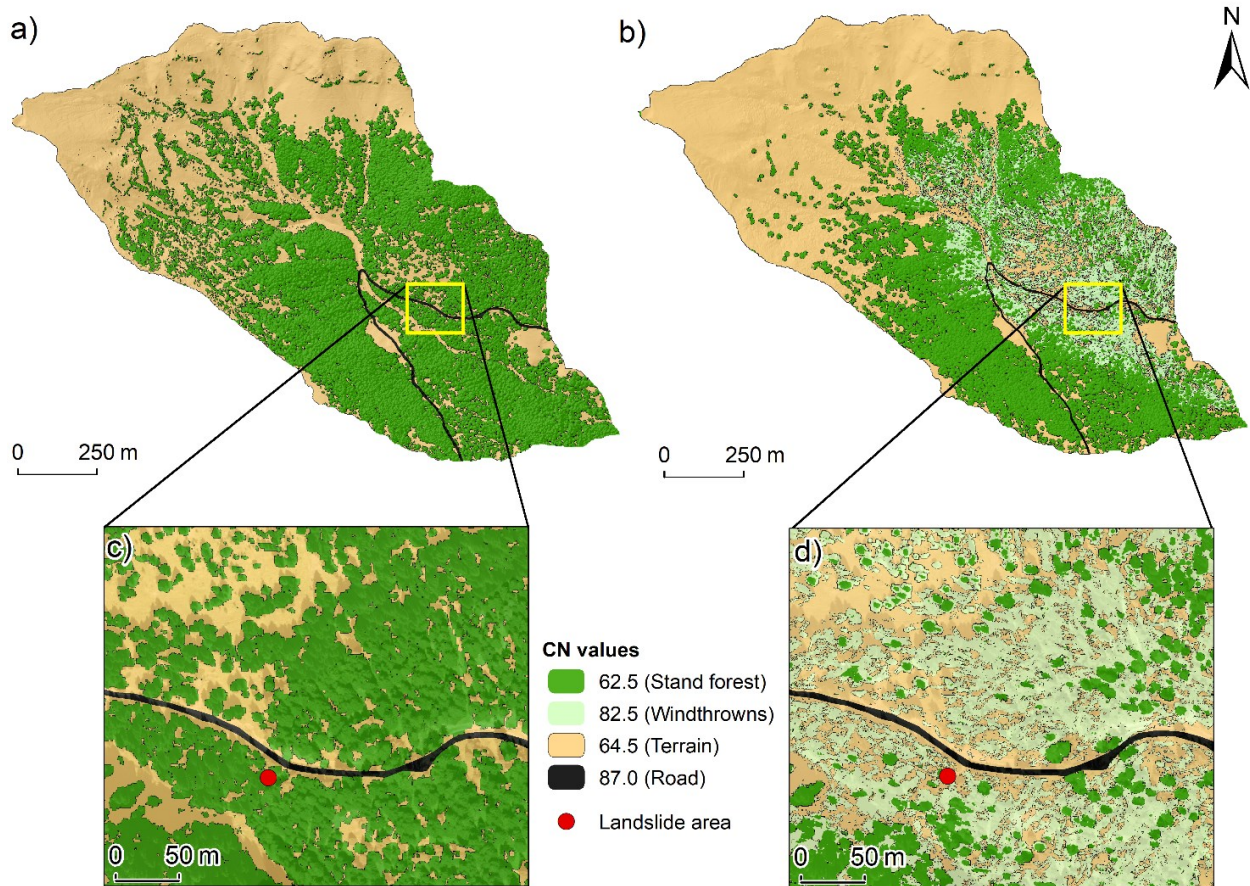 a)
b)
N
0 250 m
0 250 m
c)
d)
CN values
62.5 (Stand forest)
82.5 (Windthrowns)
64.5 (Terrain)
87.0 (Road)
Landslide area
0 50 m
0 50 m